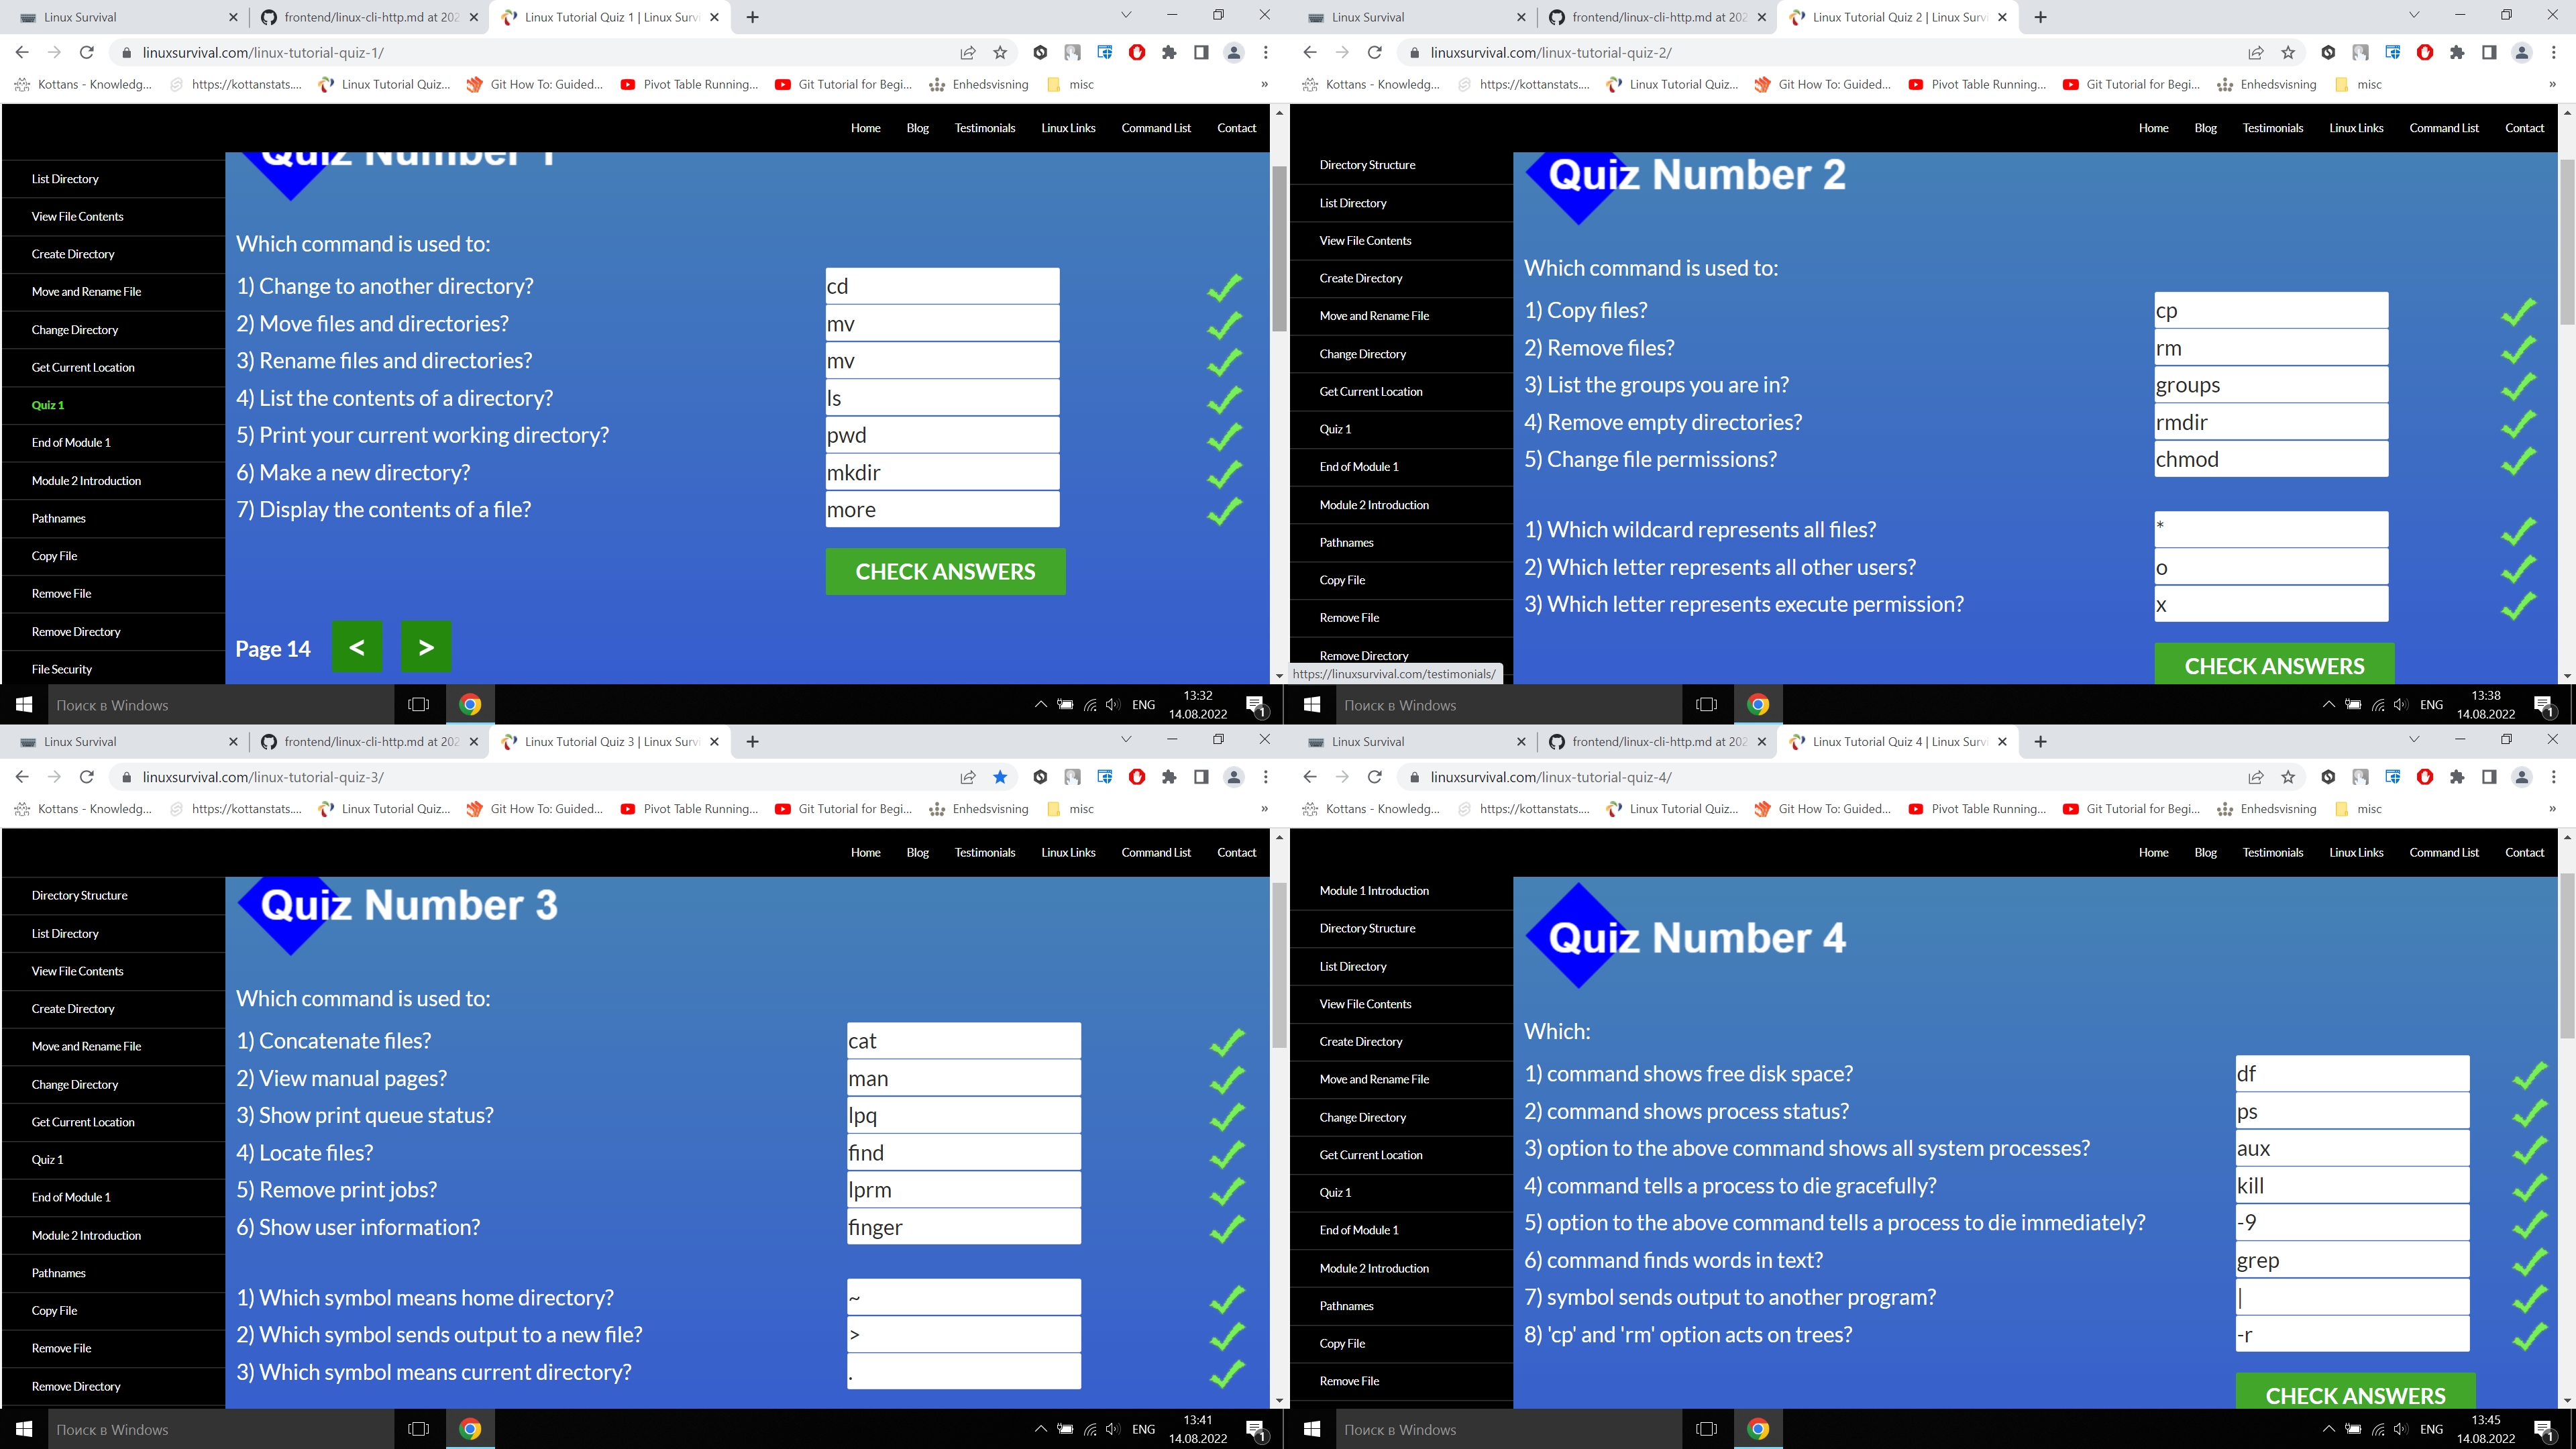 Linux Survival
frontend/linux-cli-http.md at 202
Linux Tutorial Quiz 1 | Linux Surv
linuxsurvival.com/linux-tutorial-quiz-1/
Kottans - Knowledg... https://kottanstats.... Linux Tutorial Quiz... Git How To: Guided... Pivot Table Running... Git Tutorial for Begi... Enhedsvisning misc »
Home Blog Testimonials Linux Links Command List Contact
List Directory
View File Contents
Create Directory
Move and Rename File
Change Directory
Get Current Location
Quiz 1
End of Module 1
Module 2 Introduction
Pathnames
Copy File
Remove File
Remove Directory
File Security
Quiz Number 1
Which command is used to:
1) Change to another directory? cd
2) Move files and directories? mv
3) Rename files and directories? mv
4) List the contents of a directory? ls
5) Print your current working directory? pwd
6) Make a new directory? mkdir
7) Display the contents of a file? more
CHECK ANSWERS
Page 14 < >
Поиск в Windows
ENG
13:32
14.08.2022
1
Linux Survival
frontend/linux-cli-http.md at 202
Linux Tutorial Quiz 2 | Linux Surv
linuxsurvival.com/linux-tutorial-quiz-2/
Kottans - Knowledg... https://kottanstats.... Linux Tutorial Quiz... Git How To: Guided... Pivot Table Running... Git Tutorial for Begi... Enhedsvisning misc »
Home Blog Testimonials Linux Links Command List Contact
Directory Structure
List Directory
View File Contents
Create Directory
Move and Rename File
Change Directory
Get Current Location
Quiz 1
End of Module 1
Module 2 Introduction
Pathnames
Copy File
Remove File
Remove Directory
https://linuxsurvival.com/testimonials/
Quiz Number 2
Which command is used to:
1) Copy files? cp
2) Remove files? rm
3) List the groups you are in? groups
4) Remove empty directories? rmdir
5) Change file permissions? chmod
1) Which wildcard represents all files? *
2) Which letter represents all other users? o
3) Which letter represents execute permission? x
CHECK ANSWERS
Поиск в Windows
ENG
13:38
14.08.2022
1
Linux Survival
frontend/linux-cli-http.md at 202
Linux Tutorial Quiz 3 | Linux Surv
linuxsurvival.com/linux-tutorial-quiz-3/
Kottans - Knowledg... https://kottanstats.... Linux Tutorial Quiz... Git How To: Guided... Pivot Table Running... Git Tutorial for Begi... Enhedsvisning misc »
Home Blog Testimonials Linux Links Command List Contact
Directory Structure
List Directory
View File Contents
Create Directory
Move and Rename File
Change Directory
Get Current Location
Quiz 1
End of Module 1
Module 2 Introduction
Pathnames
Copy File
Remove File
Remove Directory
Quiz Number 3
Which command is used to:
1) Concatenate files? cat
2) View manual pages? man
3) Show print queue status? lpq
4) Locate files? find
5) Remove print jobs? lprm
6) Show user information? finger
1) Which symbol means home directory? ~
2) Which symbol sends output to a new file? >
3) Which symbol means current directory? .
Поиск в Windows
ENG
13:41
14.08.2022
1
Linux Survival
frontend/linux-cli-http.md at 202
Linux Tutorial Quiz 4 | Linux Surv
linuxsurvival.com/linux-tutorial-quiz-4/
Kottans - Knowledg... https://kottanstats.... Linux Tutorial Quiz... Git How To: Guided... Pivot Table Running... Git Tutorial for Begi... Enhedsvisning misc »
Home Blog Testimonials Linux Links Command List Contact
Module 1 Introduction
Directory Structure
List Directory
View File Contents
Create Directory
Move and Rename File
Change Directory
Get Current Location
Quiz 1
End of Module 1
Module 2 Introduction
Pathnames
Copy File
Remove File
Quiz Number 4
Which:
1) command shows free disk space? df
2) command shows process status? ps
3) option to the above command shows all system processes? aux
4) command tells a process to die gracefully? kill
5) option to the above command tells a process to die immediately? -9
6) command finds words in text? grep
7) symbol sends output to another program? |
8) 'cp' and 'rm' option acts on trees? -r
CHECK ANSWERS
Поиск в Windows
ENG
13:45
14.08.2022
1